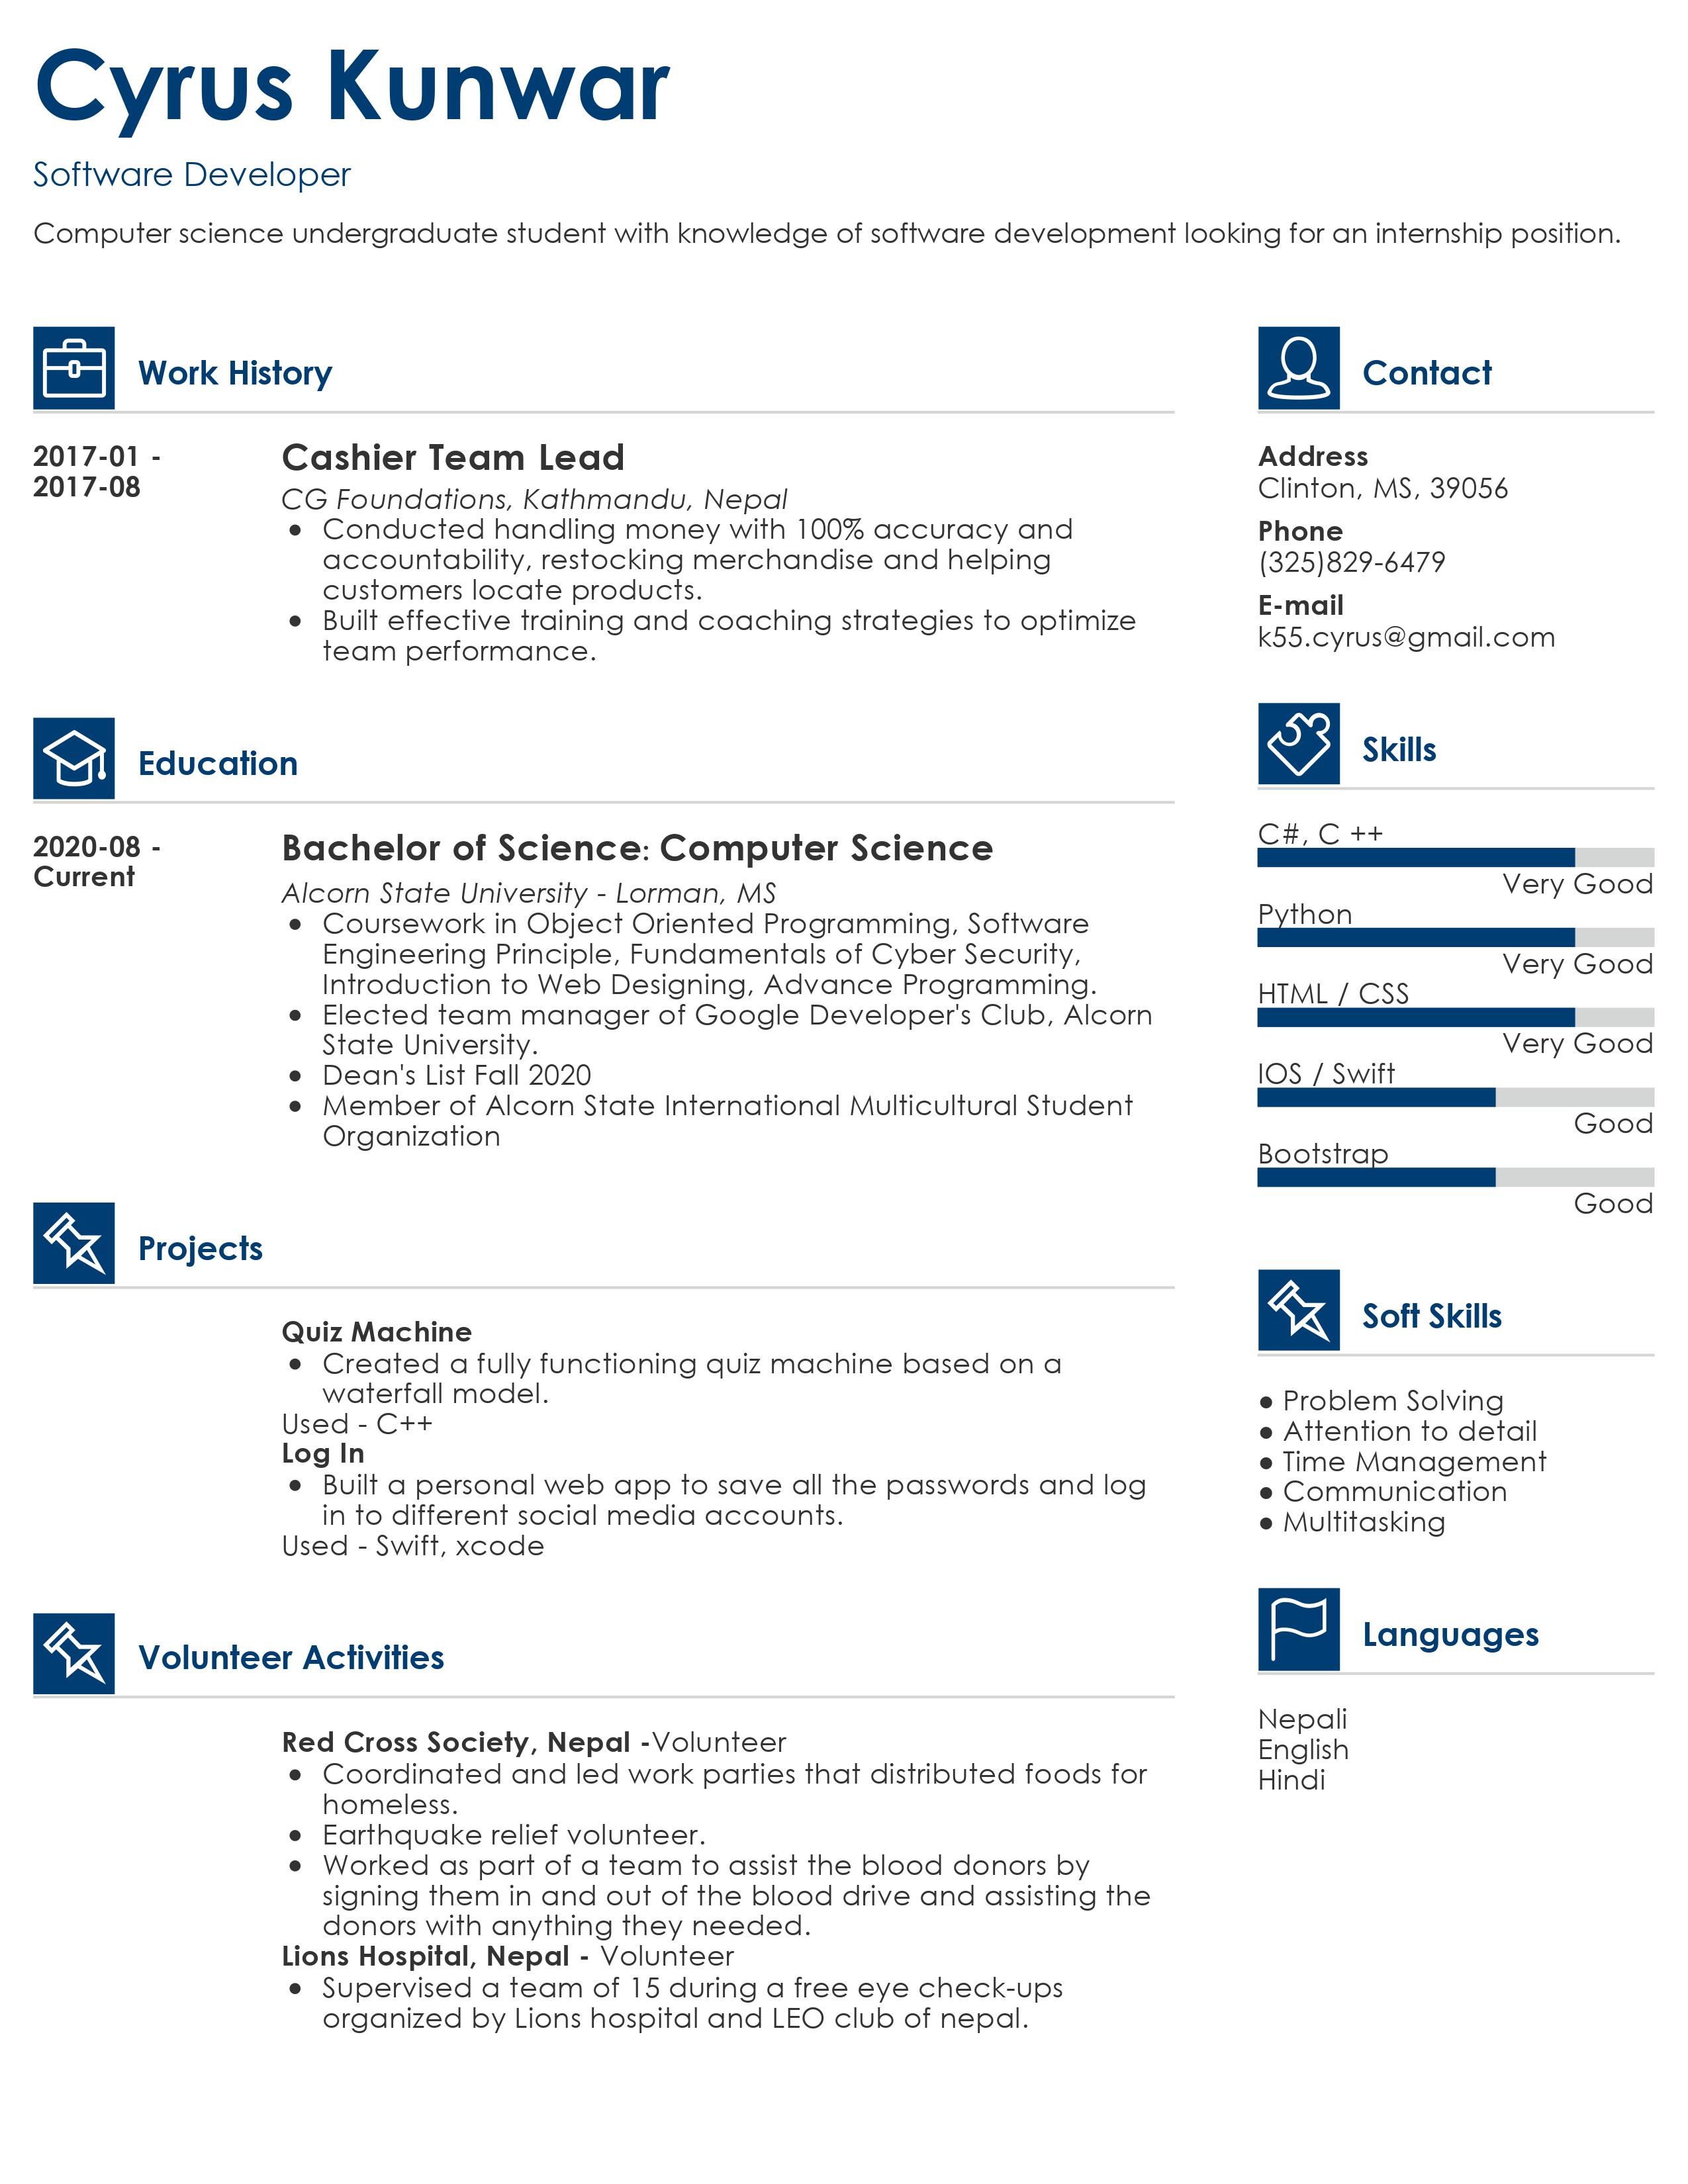 Cyrus Kunwar
Software Developer
Computer science undergraduate student with knowledge of software development looking for an internship position.
Work History
2017-01 -
2017-08
Cashier Team Lead
CG Foundations, Kathmandu, Nepal
● Conducted handling money with 100% accuracy and
accountability, restocking merchandise and helping
customers locate products.
● Built effective training and coaching strategies to optimize
team performance.
Education
2020-08 -
Current
Bachelor of Science: Computer Science
Alcorn State University - Lorman, MS
● Coursework in Object Oriented Programming, Software
Engineering Principle, Fundamentals of Cyber Security,
Introduction to Web Designing, Advance Programming.
● Elected team manager of Google Developer's Club, Alcorn
State University.
● Dean's List Fall 2020
● Member of Alcorn State International Multicultural Student
Organization
Projects
Quiz Machine
● Created a fully functioning quiz machine based on a
waterfall model.
Used - C++
Log In
● Built a personal web app to save all the passwords and log
in to different social media accounts.
Used - Swift, xcode
Volunteer Activities
Red Cross Society, Nepal -Volunteer
● Coordinated and led work parties that distributed foods for
homeless.
● Earthquake relief volunteer.
● Worked as part of a team to assist the blood donors by
signing them in and out of the blood drive and assisting the
donors with anything they needed.
Lions Hospital, Nepal - Volunteer
● Supervised a team of 15 during a free eye check-ups
organized by Lions hospital and LEO club of nepal.
Contact
Address
Clinton, MS, 39056
Phone
(325)829-6479
E-mail
k55.cyrus@gmail.com
Skills
C#, C ++
Very Good
Python
Very Good
HTML / CSS
Very Good
IOS / Swift
Good
Bootstrap
Good
Soft Skills
● Problem Solving
● Attention to detail
● Time Management
● Communication
● Multitasking
Languages
Nepali
English
Hindi